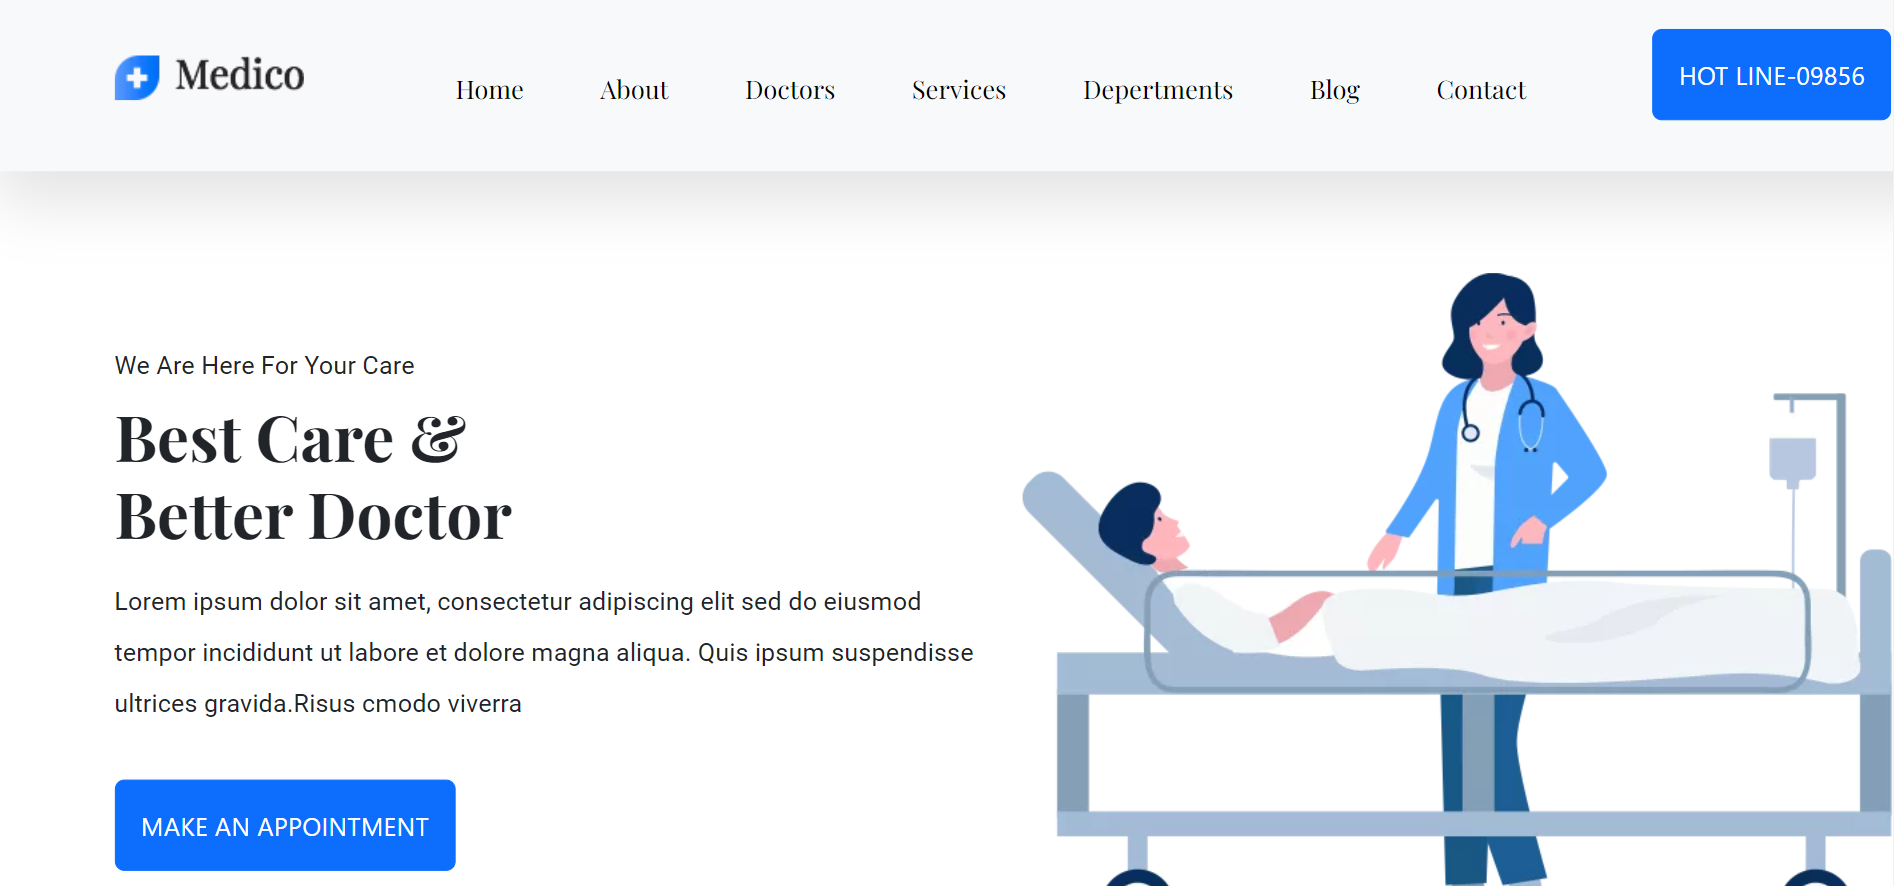 Medico
Home About Doctors Services Depertments Blog Contact
HOT LINE-09856
We Are Here For Your Care
Best Care &
Better Doctor
Lorem ipsum dolor sit amet, consectetur adipiscing elit sed do eiusmod
tempor incididunt ut labore et dolore magna aliqua. Quis ipsum suspendisse
ultrices gravida.Risus cmodo viverra
MAKE AN APPOINTMENT